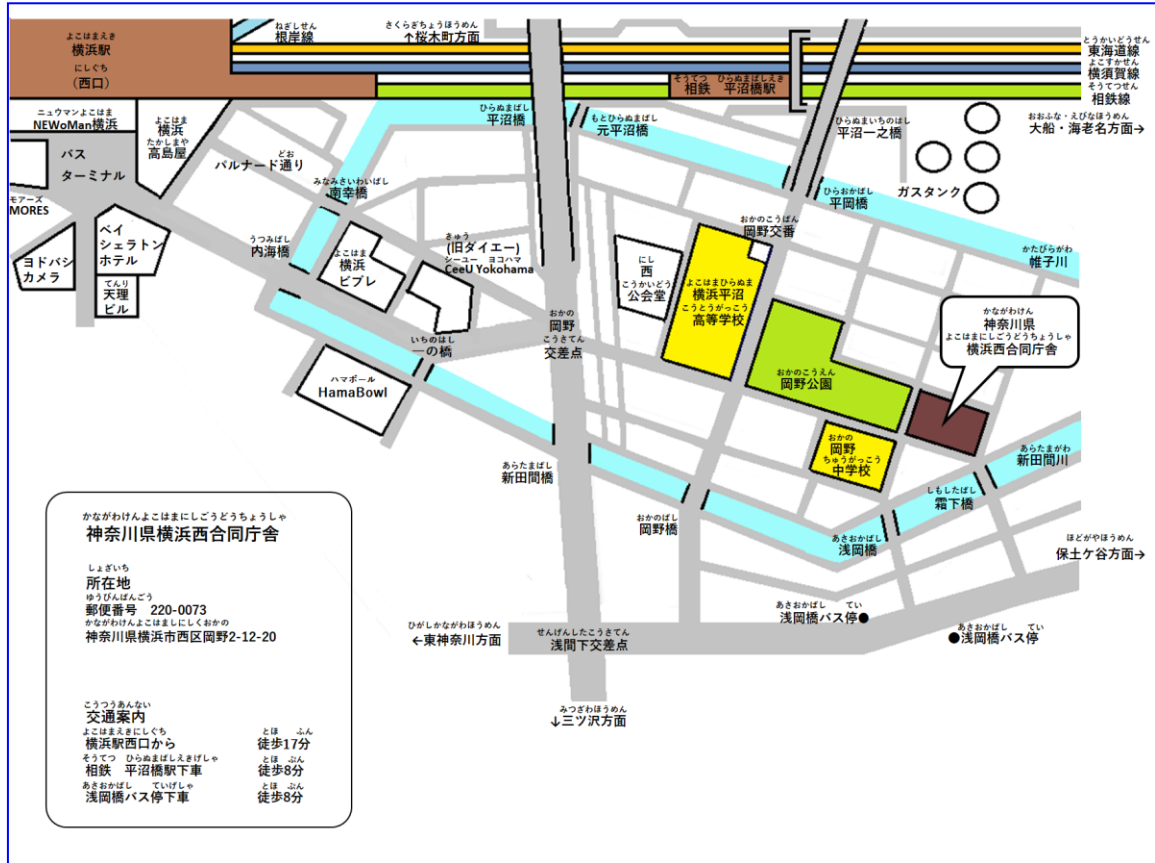 よこはまえき
横浜駅
にしぐち
(西口)
ねぎしせん
根岸線
さくらぎちょうほうめん
↑桜木町方面
とうかいどうせん
東海道線
よこすかせん
横須賀線
そうてつせん
相鉄線
そうてつ ひらぬまばしえき
相鉄 平沼橋駅
おおふな・えびなほうめん
大船・海老名方面→
ニュウマンよこはま
NEWoMan横浜
よこはま
横浜
たかしまや
高島屋
バス
ターミナル
パルナード通り
どお
ひらぬまばし
平沼橋
もとひらぬまばし
元平沼橋
ひらぬまいちのはし
平沼一之橋
ガスタンク
みなみさいわいばし
南幸橋
ひらおかばし
平岡橋
モアーズ
MORES
ベイ
シェラトン
ホテル
ヨドバシ
カメラ
てんり
天理
ビル
うつみばし
内海橋
よこはま
横浜
ビブレ
きゅう
(旧ダイエー)
シーユー ヨコハマ
CeeU Yokohama
おかのこうばん
岡野交番
にし
西
こうかいどう
公会堂
よこはまひらぬま
横浜平沼
こうとうがっこう
高等学校
かたびらがわ
帷子川
かながわけん
神奈川県
よこはまにしごうどうちょうしゃ
横浜西合同庁舎
おかの
岡野
こうさてん
交差点
いちのはし
一の橋
ハマボール
HamaBowl
おかのこうえん
岡野公園
おかの
岡野
ちゅうがっこう
中学校
あらたまばし
新田間橋
あらたまがわ
新田間川
しもしたばし
霜下橋
おかのばし
岡野橋
あさおかばし
浅岡橋
ほどがやほうめん
保土ケ谷方面→
あさおかばし てい
浅岡橋バス停●
あさおかばし てい
●浅岡橋バス停
ひがしかながわほうめん
←東神奈川方面
せんげんしたこうさてん
浅間下交差点
みつざわほうめん
↓三ツ沢方面
かながわけんよこはまにしごうどうちょうしゃ
神奈川県横浜西合同庁舎
しょざいち
所在地
ゆうびんばんごう
郵便番号 220-0073
かながわけんよこはましにしくおかの
神奈川県横浜市西区岡野2-12-20
こうつうあんない
交通案内
よこはまえきにしぐち とほ ふん
横浜駅西口から 徒歩17分
そうてつ ひらぬまばしえきげしゃ とほ ぷん
相鉄 平沼橋駅下車 徒歩8分
あさおかばし ていげしゃ とほ ぷん
浅岡橋バス停下車 徒歩8分